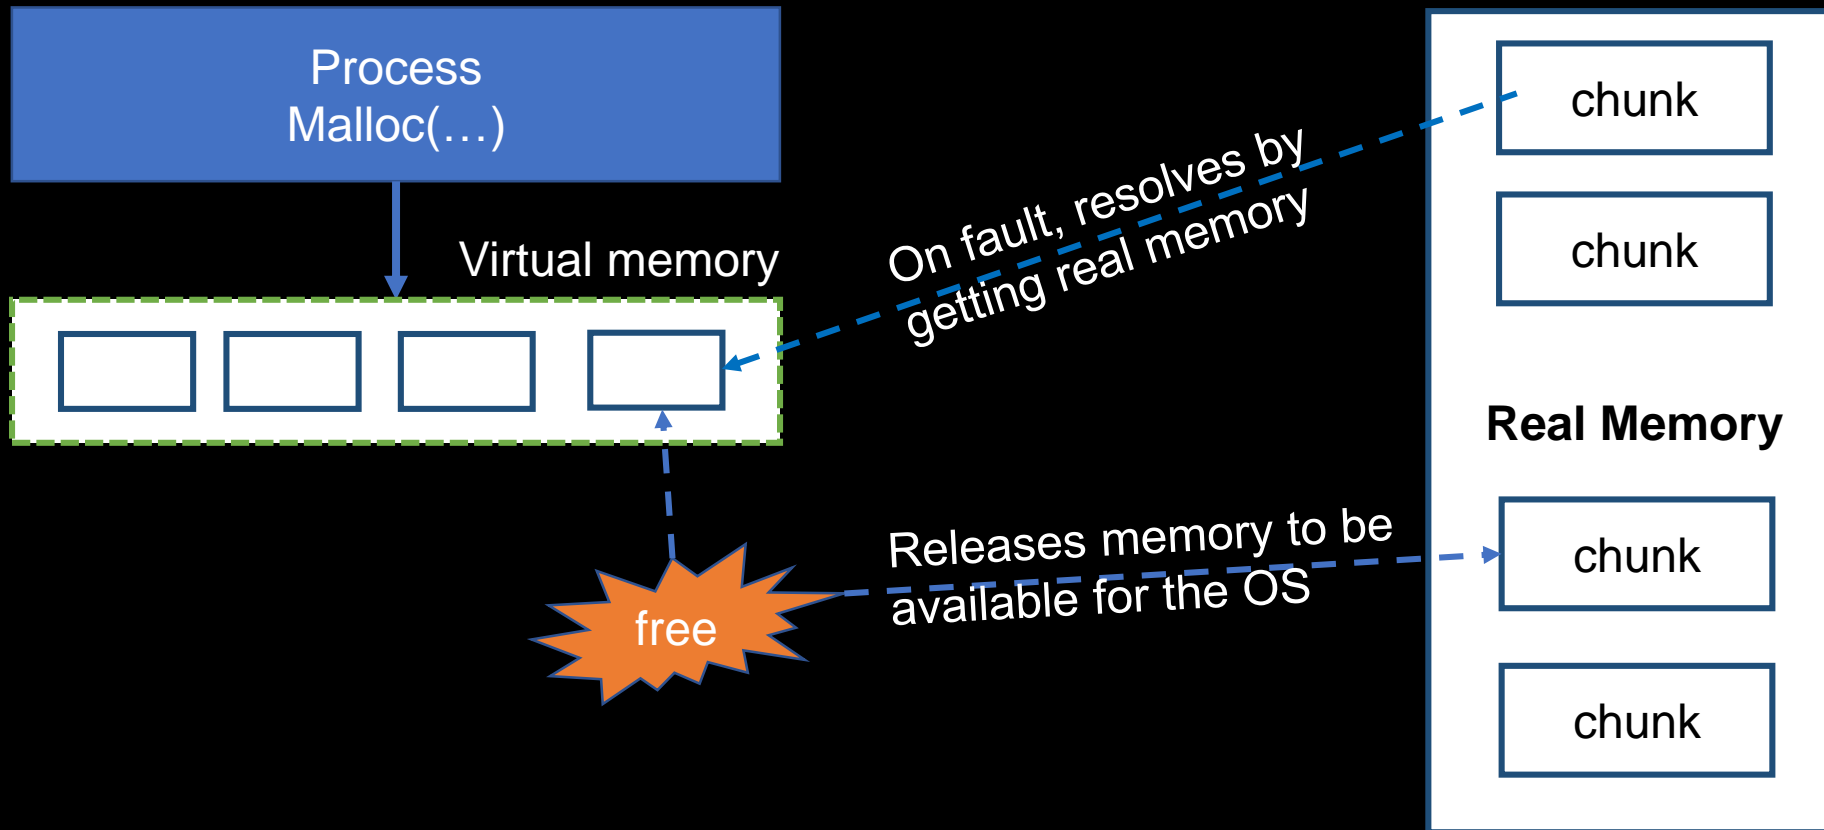 Process
Malloc(…)
Virtual memory
On fault, resolves by
getting real memory
chunk
chunk
Real Memory
free
Releases memory to be
available for the OS
chunk
chunk